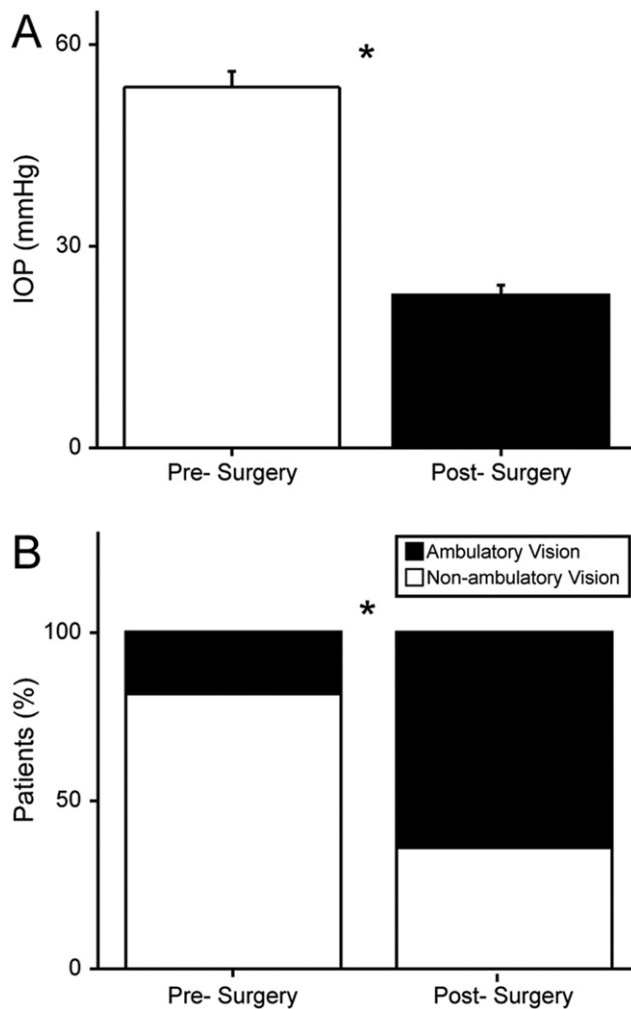 A
60
*
IOP (mmHg)
30
0
Pre- Surgery
Post- Surgery
B
Ambulatory Vision
Non-ambulatory Vision
*
100
Patients (%)
50
0
Pre- Surgery
Post- Surgery